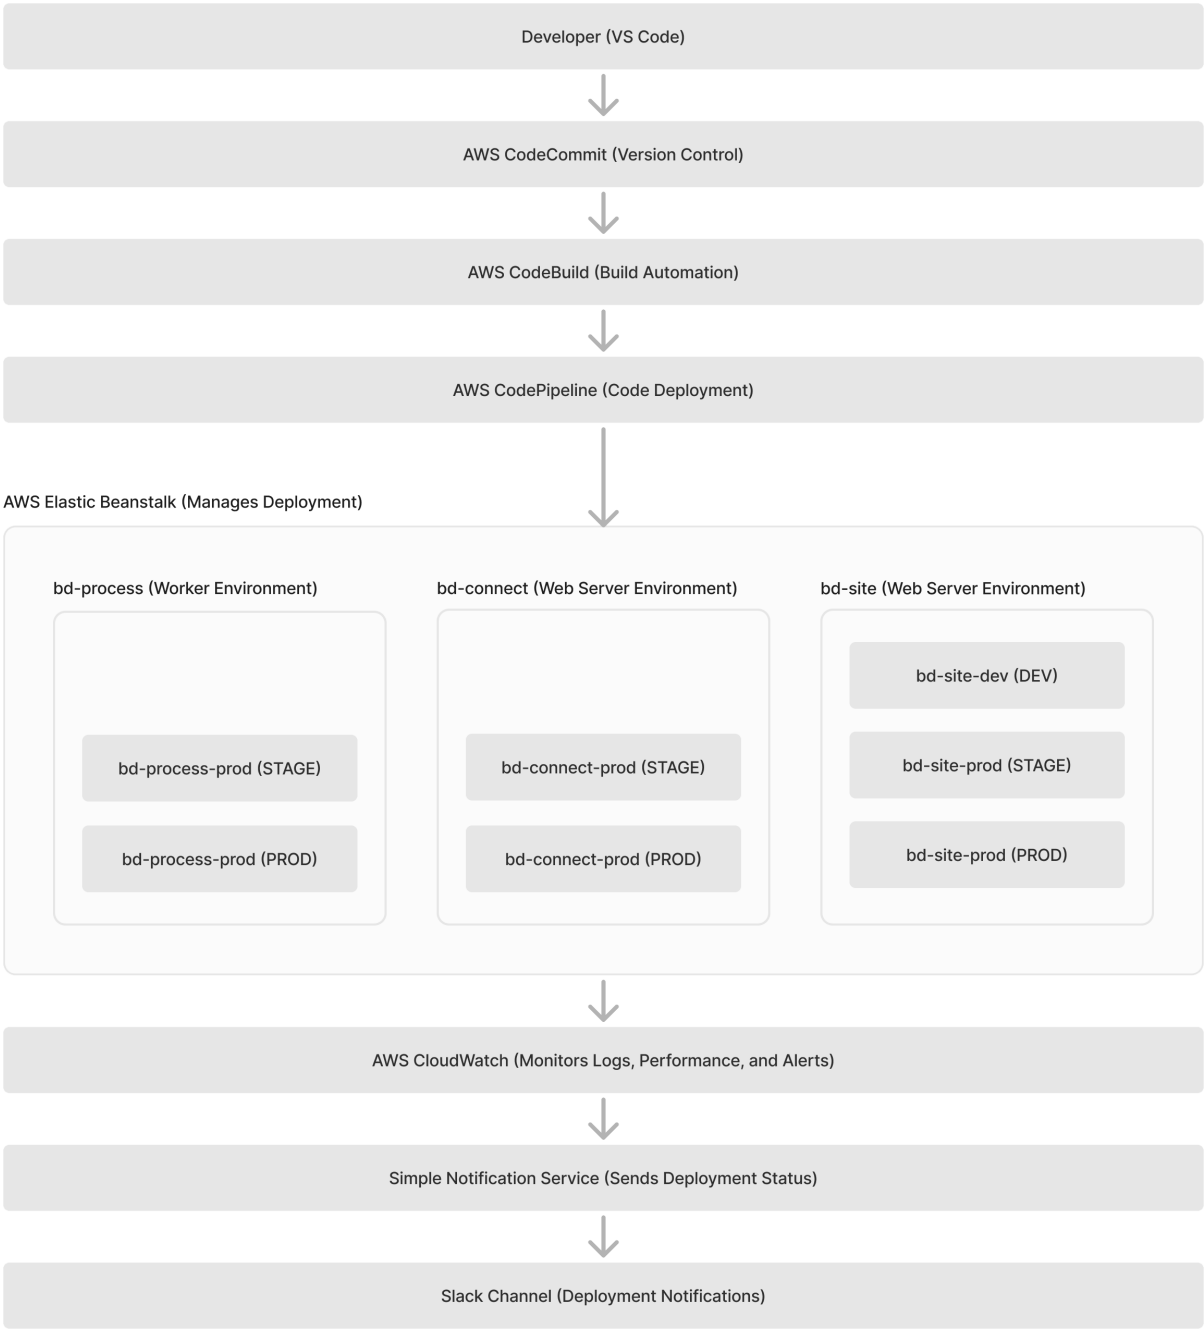 Developer (VS Code)
AWS CodeCommit (Version Control)
AWS CodeBuild (Build Automation)
AWS CodePipeline (Code Deployment)
AWS Elastic Beanstalk (Manages Deployment)
bd-process (Worker Environment)
bd-process-prod (STAGE)
bd-process-prod (PROD)
bd-connect (Web Server Environment)
bd-connect-prod (STAGE)
bd-connect-prod (PROD)
bd-site (Web Server Environment)
bd-site-dev (DEV)
bd-site-prod (STAGE)
bd-site-prod (PROD)
AWS CloudWatch (Monitors Logs, Performance, and Alerts)
Simple Notification Service (Sends Deployment Status)
Slack Channel (Deployment Notifications)